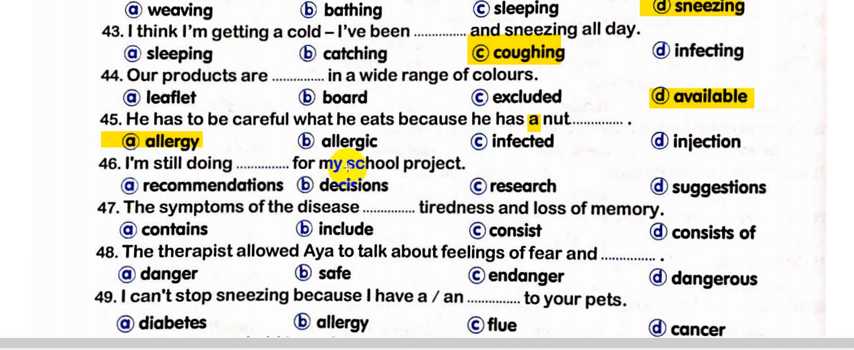 ⓐ weaving ⓑ bathing ⓒ sleeping ⓓ sneezing
43. I think I'm getting a cold – I've been .............. and sneezing all day.
ⓐ sleeping ⓑ catching ⓒ coughing ⓓ infecting
44. Our products are .............. in a wide range of colours.
ⓐ leaflet ⓑ board ⓒ excluded ⓓ available
45. He has to be careful what he eats because he has a nut.............. .
ⓐ allergy ⓑ allergic ⓒ infected ⓓ injection
46. I'm still doing .............. for my school project.
ⓐ recommendations ⓑ decisions ⓒ research ⓓ suggestions
47. The symptoms of the disease .............. tiredness and loss of memory.
ⓐ contains ⓑ include ⓒ consist ⓓ consists of
48. The therapist allowed Aya to talk about feelings of fear and .............. .
ⓐ danger ⓑ safe ⓒ endanger ⓓ dangerous
49. I can't stop sneezing because I have a / an .............. to your pets.
ⓐ diabetes ⓑ allergy ⓒ flue ⓓ cancer